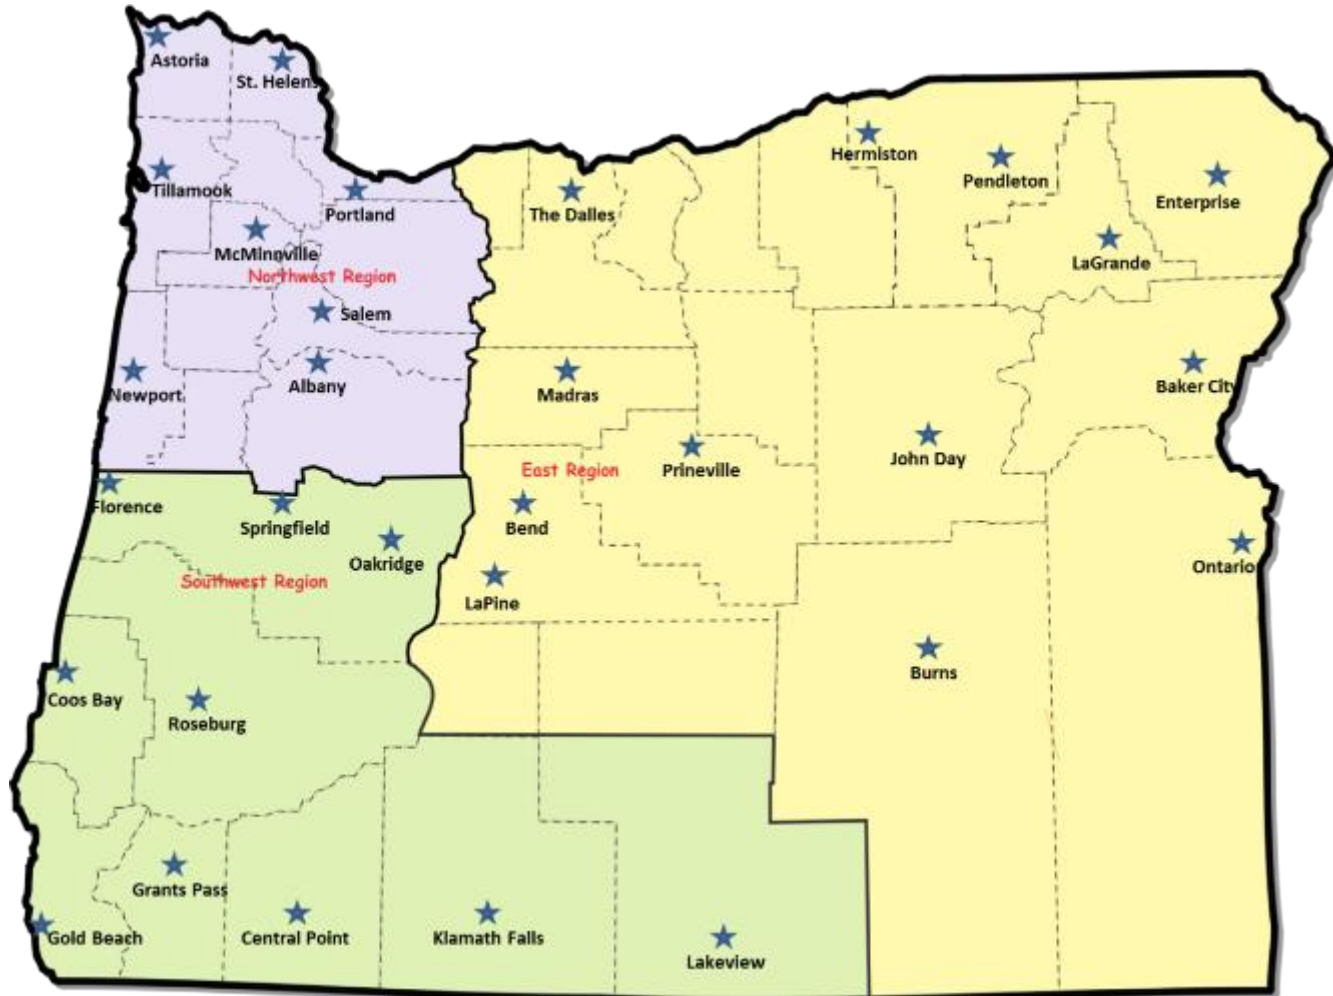 Astoria
St. Helens
Tillamook
Portland
McMinnville
Northwest Region
Salem
Newport
Albany
The Dalles
Hermiston
Pendleton
Enterprise
LaGrande
Madras
Baker City
East Region
Prineville
John Day
Bend
LaPine
Ontario
Burns
Florence
Springfield
Oakridge
Southwest Region
Coos Bay
Roseburg
Grants Pass
Gold Beach
Central Point
Klamath Falls
Lakeview